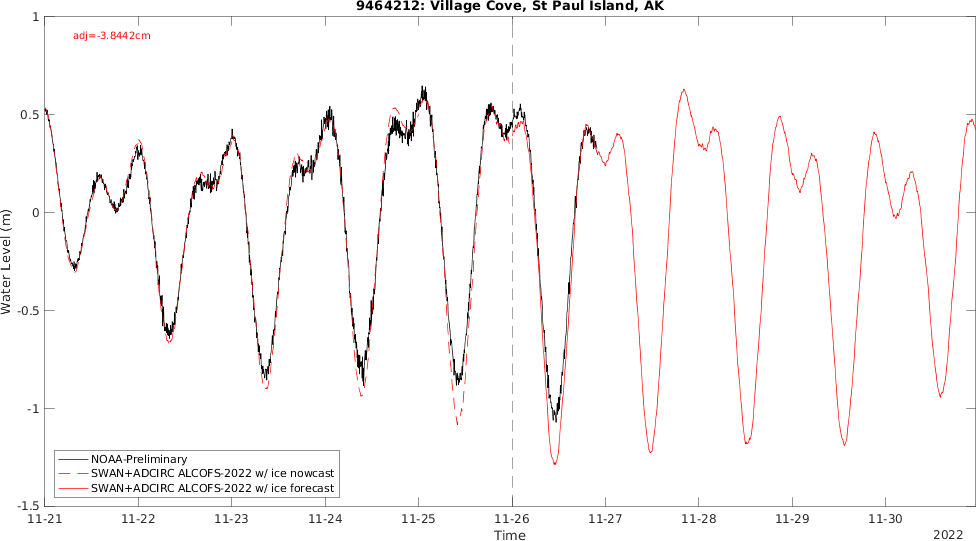 9464212: Village Cove, St Paul Island, AK
adj=-3.8442cm
1
0.5
0
-0.5
-1
-1.5
Water Level (m)
NOAA-Preliminary
SWAN+ADCIRC ALCOFS-2022 w/ ice nowcast
SWAN+ADCIRC ALCOFS-2022 w/ ice forecast
11-21 11-22 11-23 11-24 11-25 11-26 11-27 11-28 11-29 11-30
Time
2022